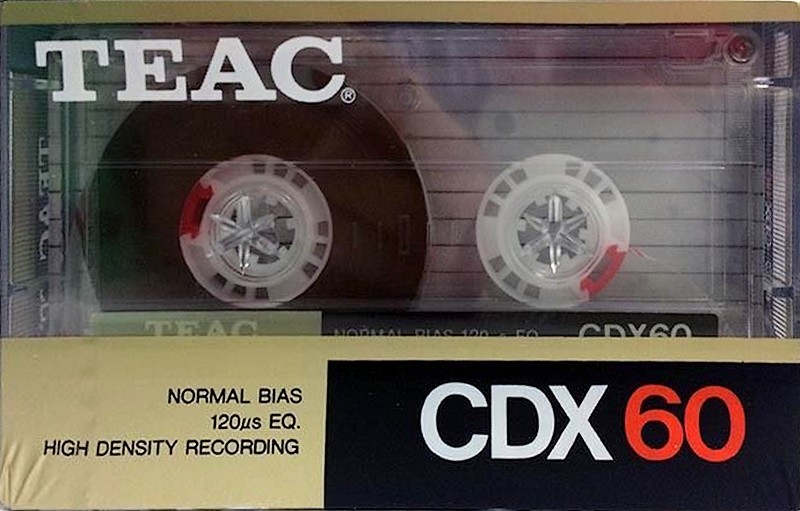 TEAC®
TEAC NORMAL BIAS 120μs EQ. CDX60
NORMAL BIAS
120μs EQ.
HIGH DENSITY RECORDING
CDX 60